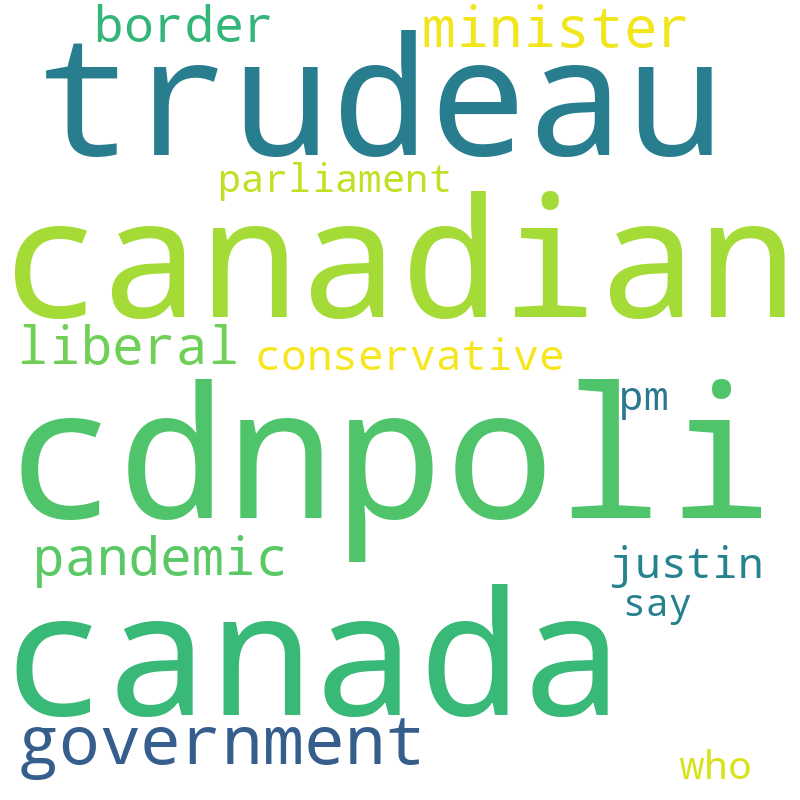 border minister
trudeau
parliament
canadian
liberal conservative
pm
cdnpoli
pandemic justin
say
canada
government
who